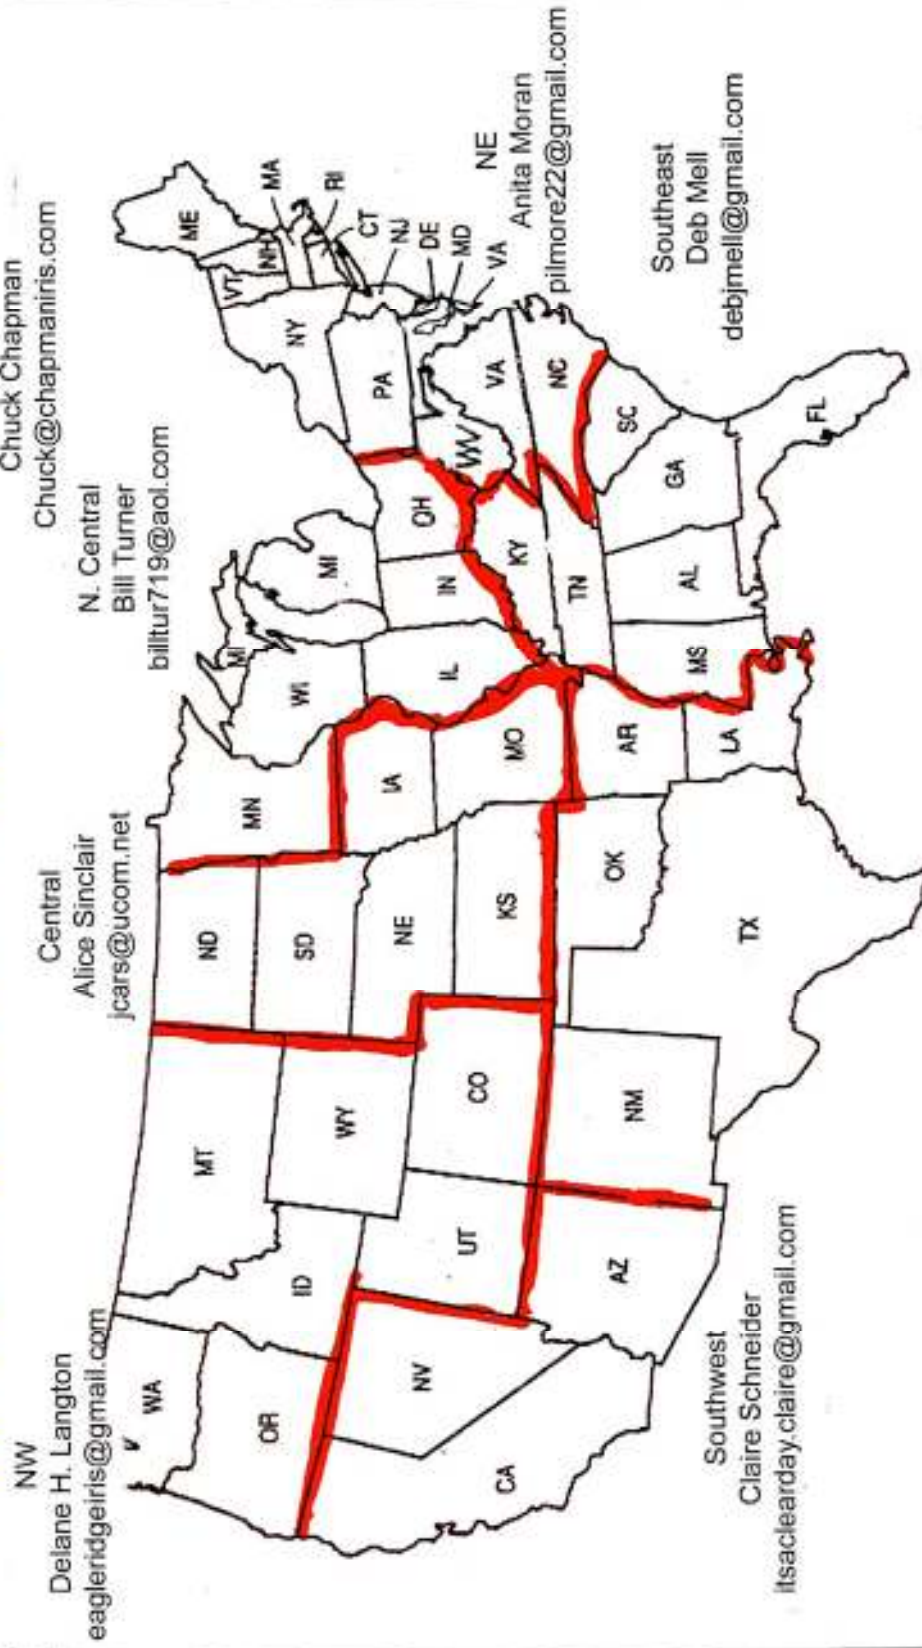 Chuck Chapman
Chuck@chapmaniris.com
NW
Delane H. Langton
eagleridgeiris@gmail.com
Central
Alice Sinclair
jcars@ucom.net
N. Central
Bill Turner
billtur719@aol.com
NE
Anita Moran
pilmore22@gmail.com
Southeast
Deb Mell
debjmell@gmail.com
Southwest
Claire Schneider
itsaclearday.claire@gmail.com
WA
OR
CA
NV
ID
MT
WY
UT
CO
AZ
NM
ND
SD
NE
KS
OK
TX
MN
IA
MO
AR
LA
WI
MI
MI
IL
IN
OH
KY
TN
MS
AL
GA
FL
SC
NC
VA
WV
PA
NY
VT
NH
ME
MA
RI
CT
NJ
DE
MD
VA